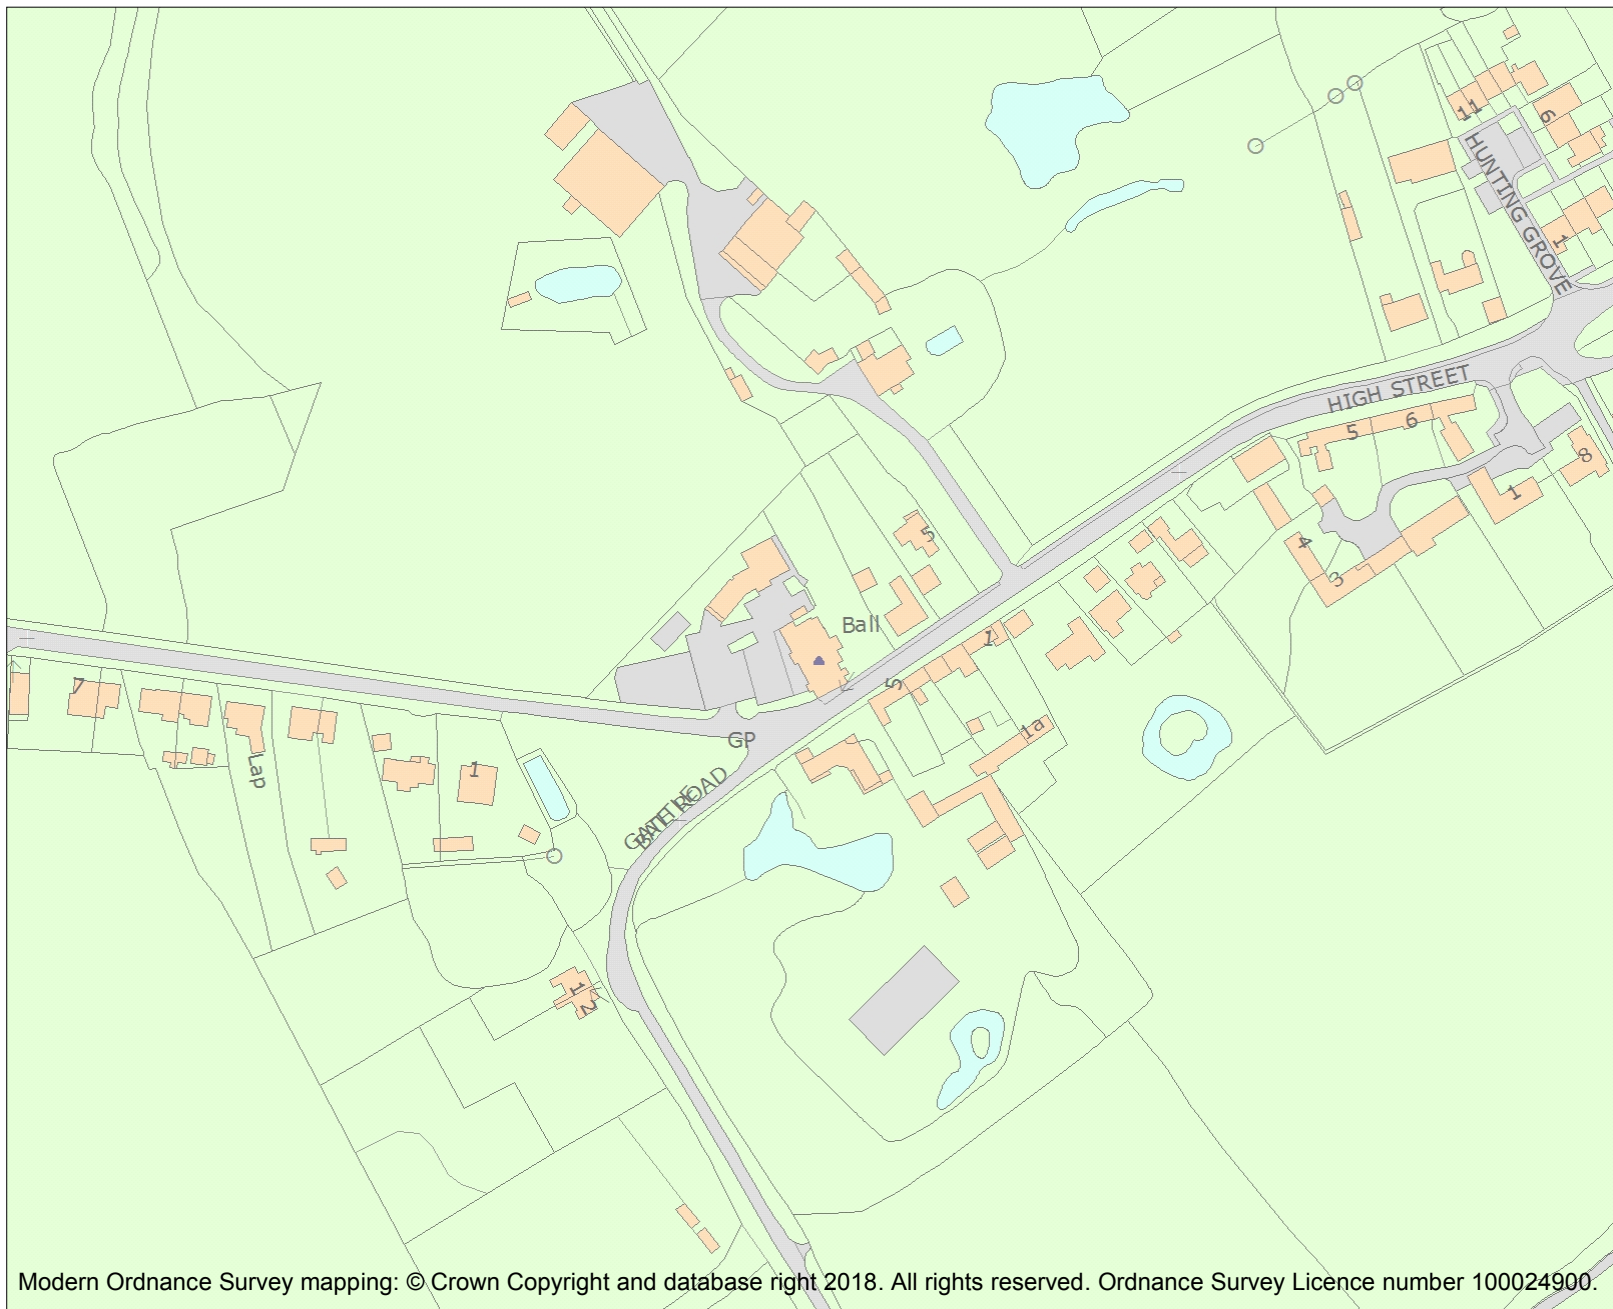 11
6
HUNTING GROVE
1
HIGH STREET
5
6
8
1
4
3
5
Ball
1
5
7
GP
1a
Lap
1
BATH ROAD
1
2
Modern Ordnance Survey mapping: © Crown Copyright and database right 2018. All rights reserved. Ordnance Survey Licence number 100024900.